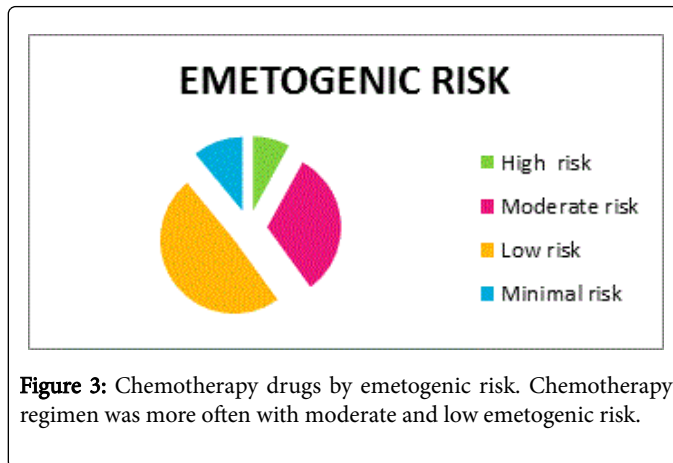 EMETOGENIC RISK
High risk
Moderate risk
Low risk
Minimal risk
Figure 3: Chemotherapy drugs by emetogenic risk. Chemotherapy
regimen was more often with moderate and low emetogenic risk.